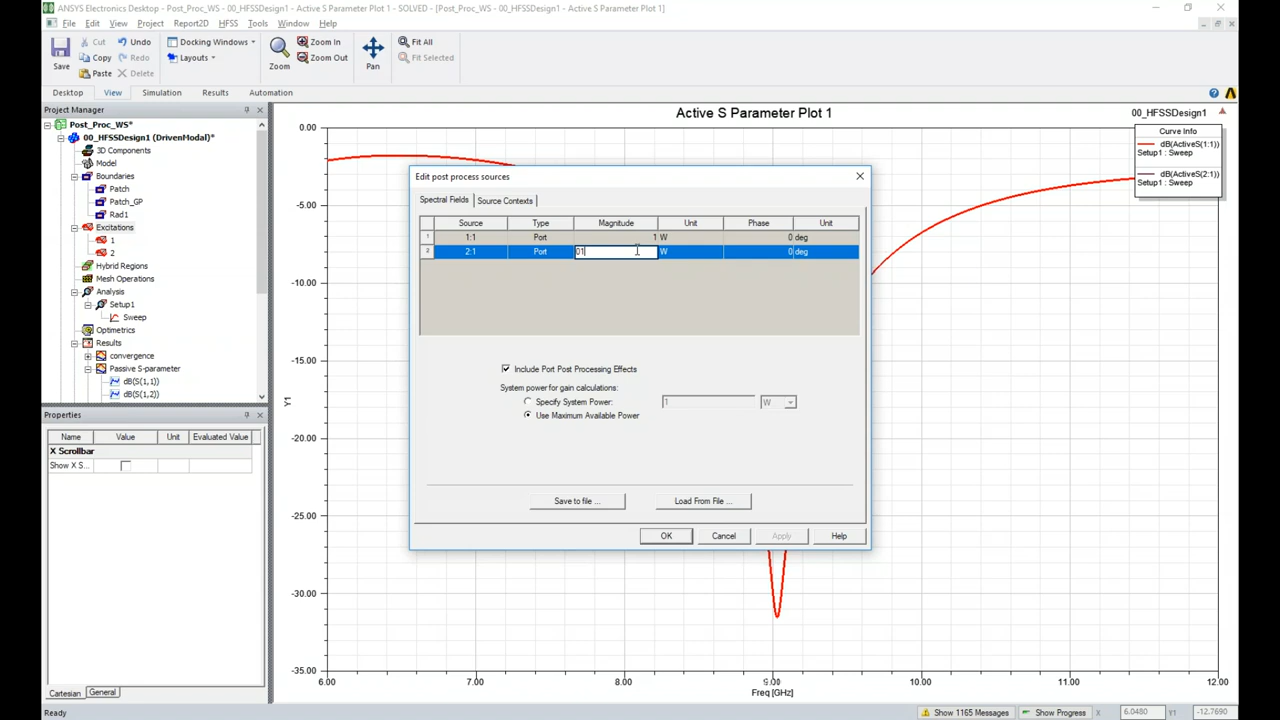 ANSYS Electronics Desktop - Post_Proc_WS - 00_HFSSDesign1 - Active S Parameter Plot 1 - SOLVED - [Post_Proc_WS - 00_HFSSDesign1 - Active S Parameter Plot 1]
File Edit View Project Report2D HFSS Tools Window Help
Save
Cut
Copy
Paste
Undo
Redo
Delete
Docking Windows
Layouts
Zoom
Zoom In
Zoom Out
Pan
Fit All
Fit Selected
Desktop View Simulation Results Automation
Project Manager
Post_Proc_WS*
00_HFSSDesign1 (DrivenModal)*
3D Components
Model
Boundaries
Patch
Patch_GP
Rad1
Excitations
1
2
Hybrid Regions
Mesh Operations
Analysis
Setup1
Sweep
Optimetrics
Results
convergence
Passive S-parameter
dB(S(1,1))
dB(S(1,2))
Properties
Name Value Unit Evaluated Value
X Scrollbar
Show X S...
Cartesian General
Active S Parameter Plot 1
00_HFSSDesign1
Curve Info
dB(ActiveS(1:1))
Setup1 : Sweep
dB(ActiveS(2:1))
Setup1 : Sweep
0.00
-5.00
-10.00
-15.00
-20.00
-25.00
-30.00
-35.00
Y1
6.00 7.00 8.00 9.00 10.00 11.00 12.00
Freq [GHz]
Edit post process sources
Spectral Fields Source Contexts
Source Type Magnitude Unit Phase Unit
1 1:1 Port 1 W 0 deg
2 2:1 Port 01 W 0 deg
Include Port Post Processing Effects
System power for gain calculations:
Specify System Power: 1 W
Use Maximum Available Power
Save to file ... Load From File ...
OK Cancel Apply Help
Ready
Show 1165 Messages Show Progress X 6.0480 Y1 -12.7690